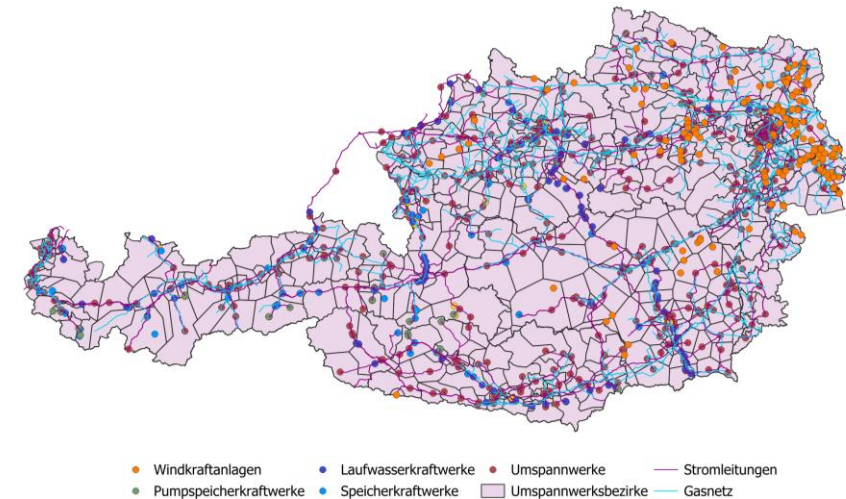 Windkraftanlagen Laufwasserkraftwerke Umspannwerke Stromleitungen
Pumpspeicherkraftwerke Speicherkraftwerke Umspannwerksbezirke Gasnetz